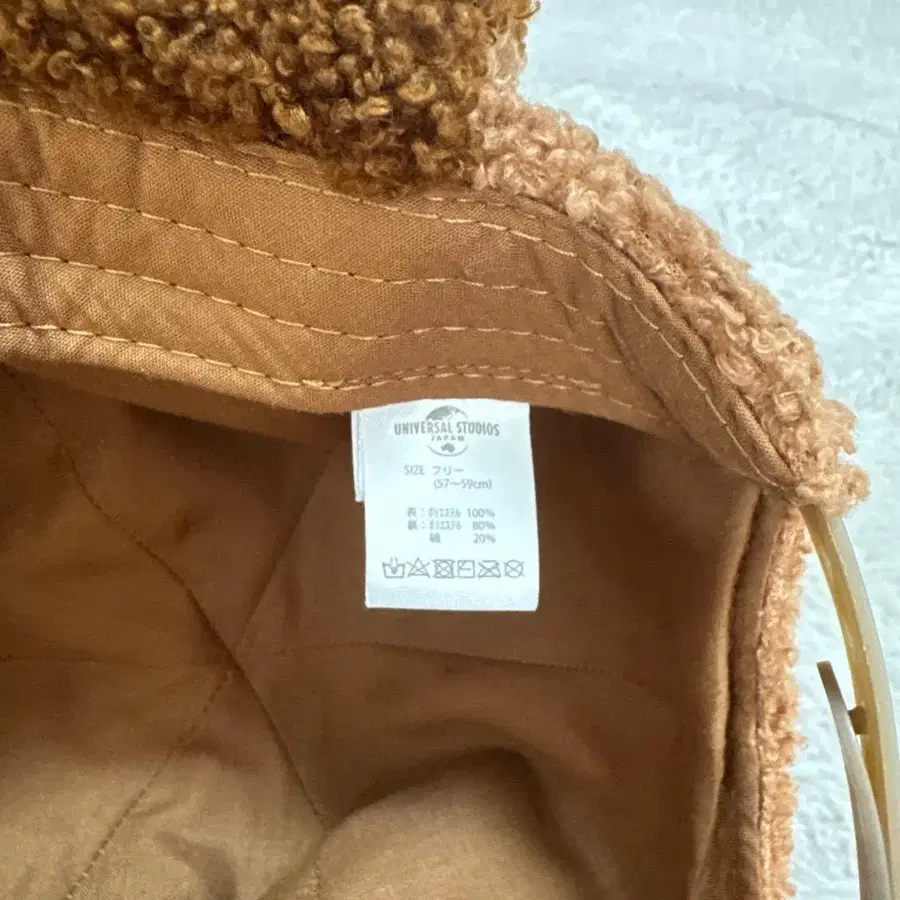 UNIVERSAL STUDIOS
JAPAN
SIZE フリー
(57~59cm)
表:ポリエステル 100%
裏:ポリエステル 80%
綿 20%